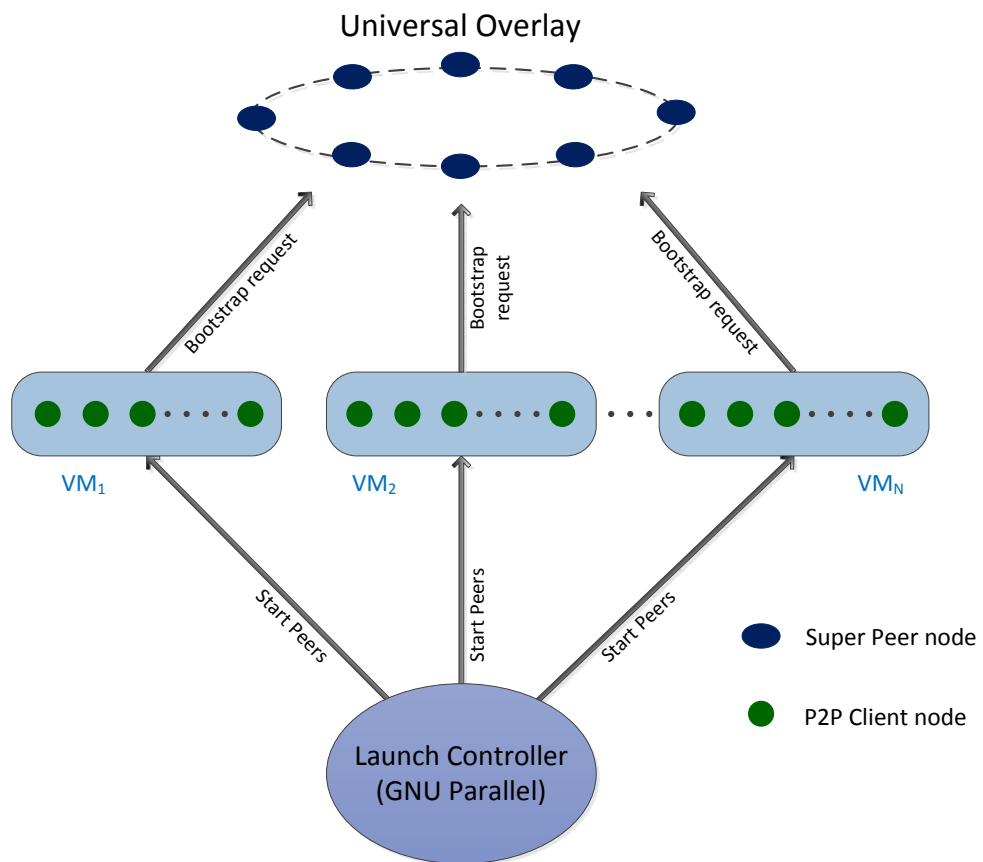 Universal Overlay
Bootstrap request
Bootstrap
request
Bootstrap request
VM₁
VM₂
VMN
Start Peers
Start Peers
Start Peers
Super Peer node
P2P Client node
Launch Controller
(GNU Parallel)